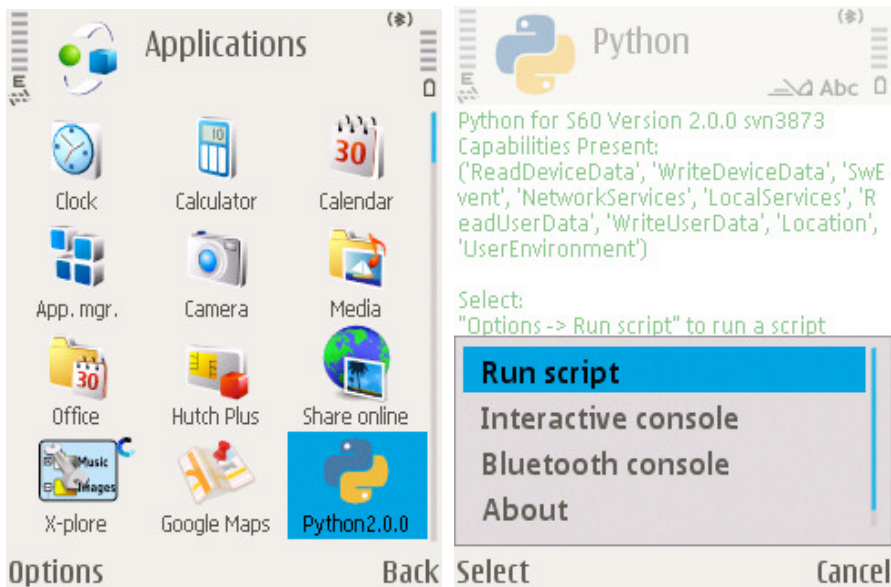 Applications
E
10
30
Clock
Calculator
Calendar
App. mgr.
Camera
Media
30
Office
Hutch Plus
Share online
Music
Images
X-plore
Google Maps
Python2.0.0
Options
Back
Python
E
Abc
Python for S60 Version 2.0.0 svn3873
Capabilities Present:
('ReadDeviceData', 'WriteDeviceData', 'SwE
vent', 'NetworkServices', 'LocalServices', 'R
eadUserData', 'WriteUserData', 'Location',
'UserEnvironment')
Select:
"Options -> Run script" to run a script
Run script
Interactive console
Bluetooth console
About
Select
Cancel